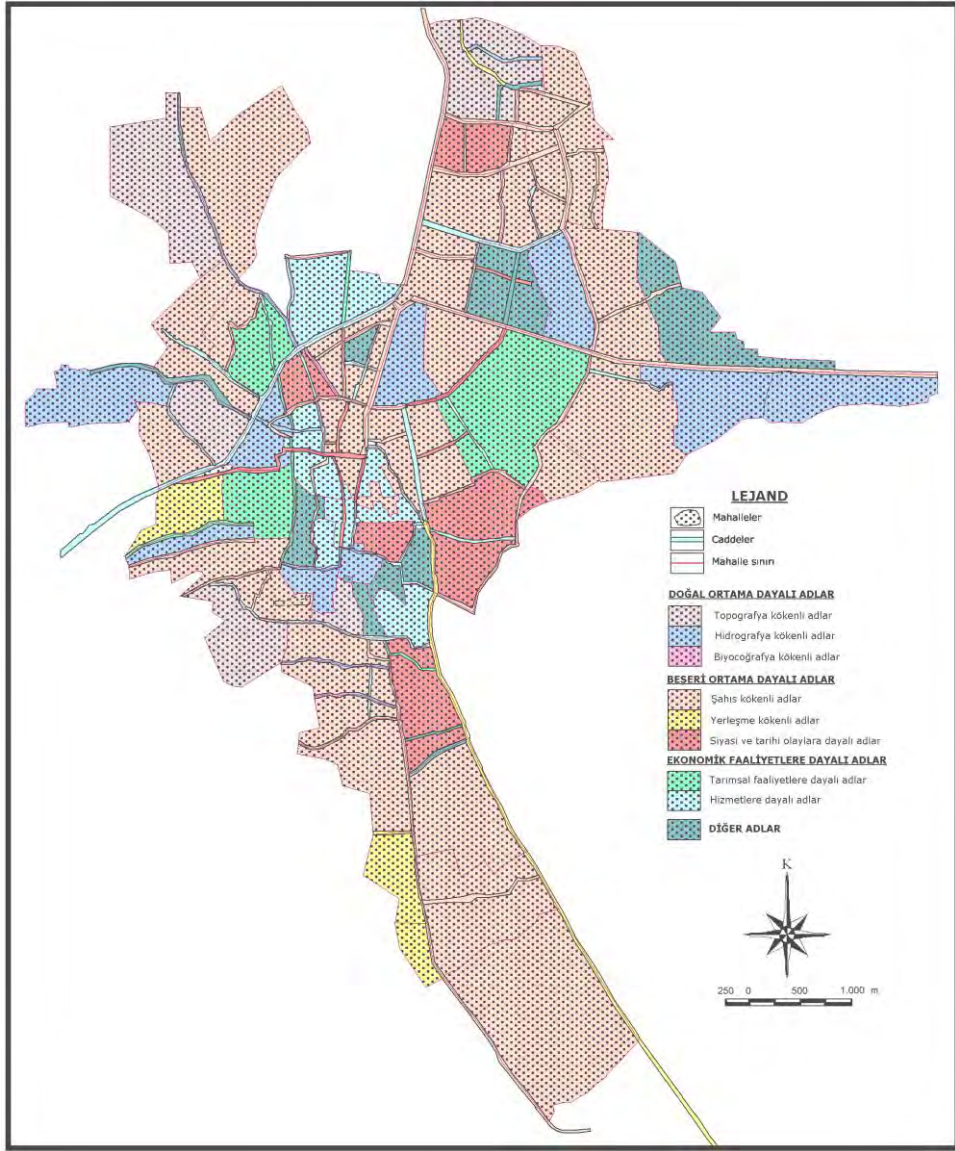 LEJAND
Mahalleler
Caddeler
Mahalle sınırı
DOĞAL ORTAMA DAYALI ADLAR
Topografya kökenli adlar
Hidrografya kökenli adlar
Biyocoğrafya kökenli adlar
BEŞERİ ORTAMA DAYALI ADLAR
Şahıs kökenli adlar
Yerleşme kökenli adlar
Siyasi ve tarihi olaylara dayalı adlar
EKONOMİK FAALİYETLERE DAYALI ADLAR
Tarımsal faaliyetlere dayalı adlar
Hizmetlere dayalı adlar
DİĞER ADLAR
K
250 0 500 1.000 m